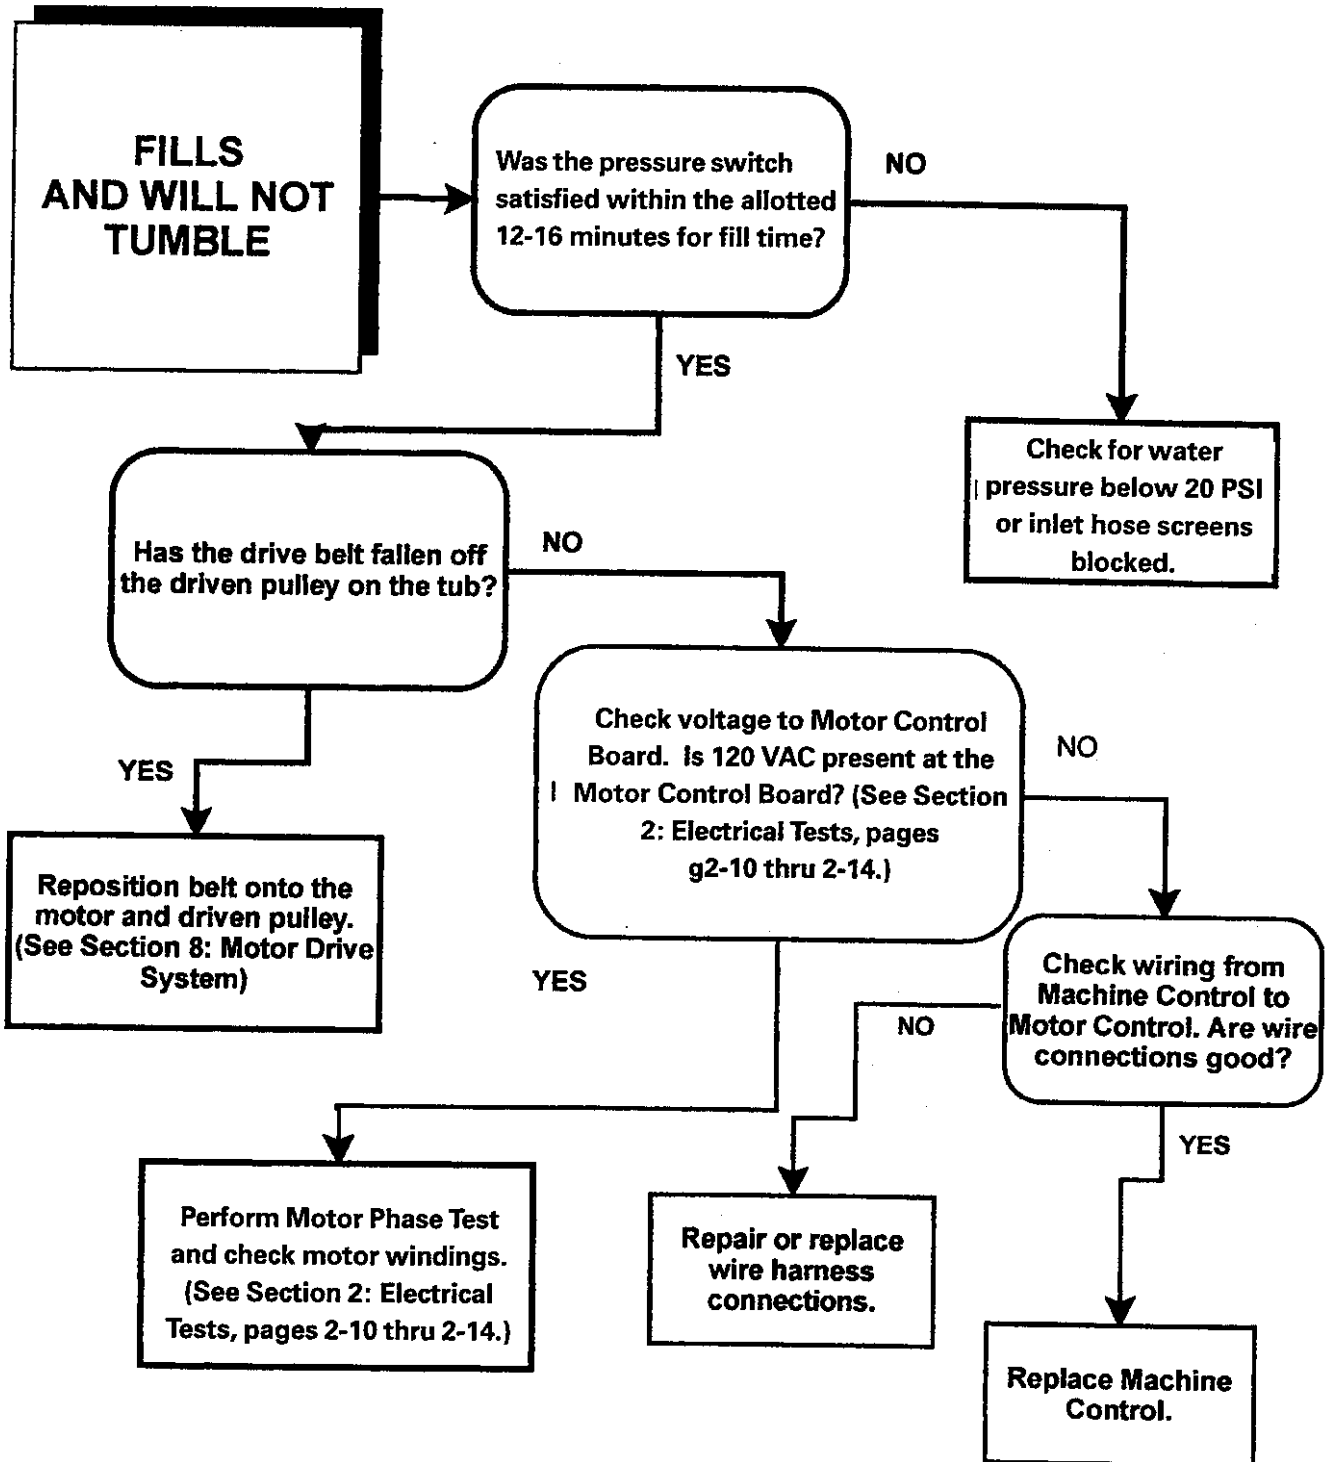 FILLS
AND WILL NOT
TUMBLE
Was the pressure switch
satisfied within the allotted
12-16 minutes for fill time?
NO
YES
Check for water
pressure below 20 PSI
or inlet hose screens
blocked.
Has the drive belt fallen off
the driven pulley on the tub?
NO
YES
Reposition belt onto the
motor and driven pulley.
(See Section 8: Motor Drive
System)
Check voltage to Motor Control
Board. Is 120 VAC present at the
Motor Control Board? (See Section
2: Electrical Tests, pages
g2-10 thru 2-14.)
NO
YES
Check wiring from
Machine Control to
Motor Control. Are wire
connections good?
NO
YES
Perform Motor Phase Test
and check motor windings.
(See Section 2: Electrical
Tests, pages 2-10 thru 2-14.)
Repair or replace
wire harness
connections.
Replace Machine
Control.